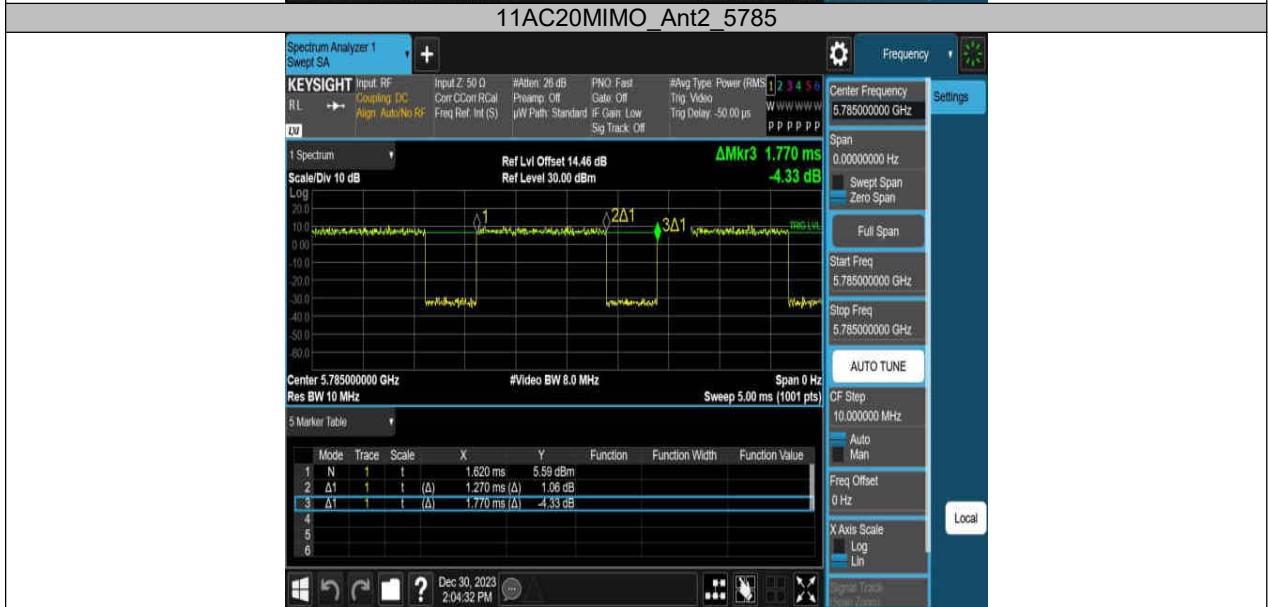 11AC20MIMO_Ant2_5785
Spectrum Analyzer 1
Swept SA
+
Frequency
KEYSIGHT Input: RF Input Z: 50 Ω #Atten: 26 dB PNO: Fast #Avg Type: Power (RMS 1 2 3 4 5 6
RL Coupling: DC Corr CCorr RCal Preamp: Off Gate: Off Trig: Video W W W W W W
Align: Auto/No RF Freq Ref: Int (S) µW Path: Standard IF Gain: Low Trig Delay: -50.00 µs
Sig Track: Off P P P P P P
Center Frequency
5.785000000 GHz
Settings
1 Spectrum
Ref Lvl Offset 14.46 dB
ΔMkr3 1.770 ms
Scale/Div 10 dB Ref Level 30.00 dBm -4.33 dB
Span
0.00000000 Hz
Swept Span
Zero Span
Full Span
Start Freq
5.785000000 GHz
Stop Freq
5.785000000 GHz
AUTO TUNE
CF Step
10.000000 MHz
Auto
Man
Freq Offset
0 Hz
X Axis Scale
Log
Lin
Signal Track
(Span Zoom)
Local
Log
20.0
10.0
0.00
-10.0
-20.0
-30.0
-40.0
-50.0
-60.0
1
2Δ1
3Δ1
TRIG LVL
Center 5.785000000 GHz #Video BW 8.0 MHz Span 0 Hz
Res BW 10 MHz Sweep 5.00 ms (1001 pts)
5 Marker Table
Mode Trace Scale X Y Function Function Width Function Value
1 N 1 t 1.620 ms 5.59 dBm
2 Δ1 1 t (Δ) 1.270 ms (Δ) 1.06 dB
3 Δ1 1 t (Δ) 1.770 ms (Δ) -4.33 dB
4
5
6
? Dec 30, 2023
2:04:32 PM